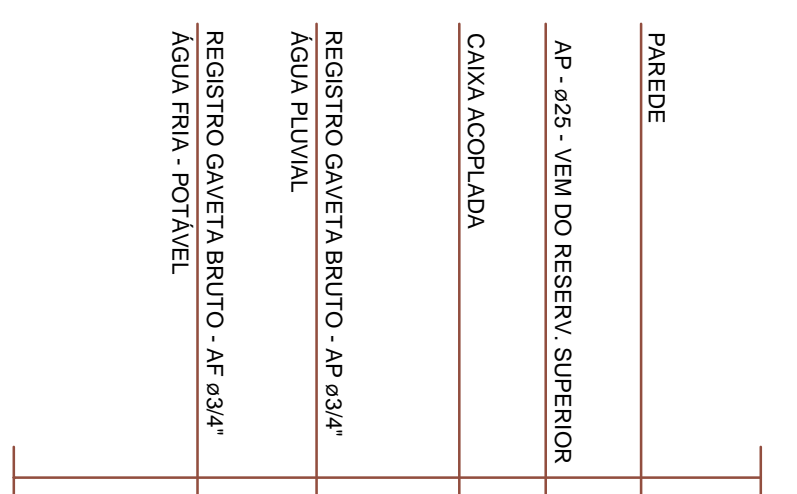 PAREDE
AP - ø25 - VEM DO RESERV. SUPERIOR
CAIXA ACOPLADA
REGISTRO GAVETA BRUTO - AP ø3/4"
ÁGUA PLUVIAL
REGISTRO GAVETA BRUTO - AF ø3/4"
ÁGUA FRIA - POTÁVEL